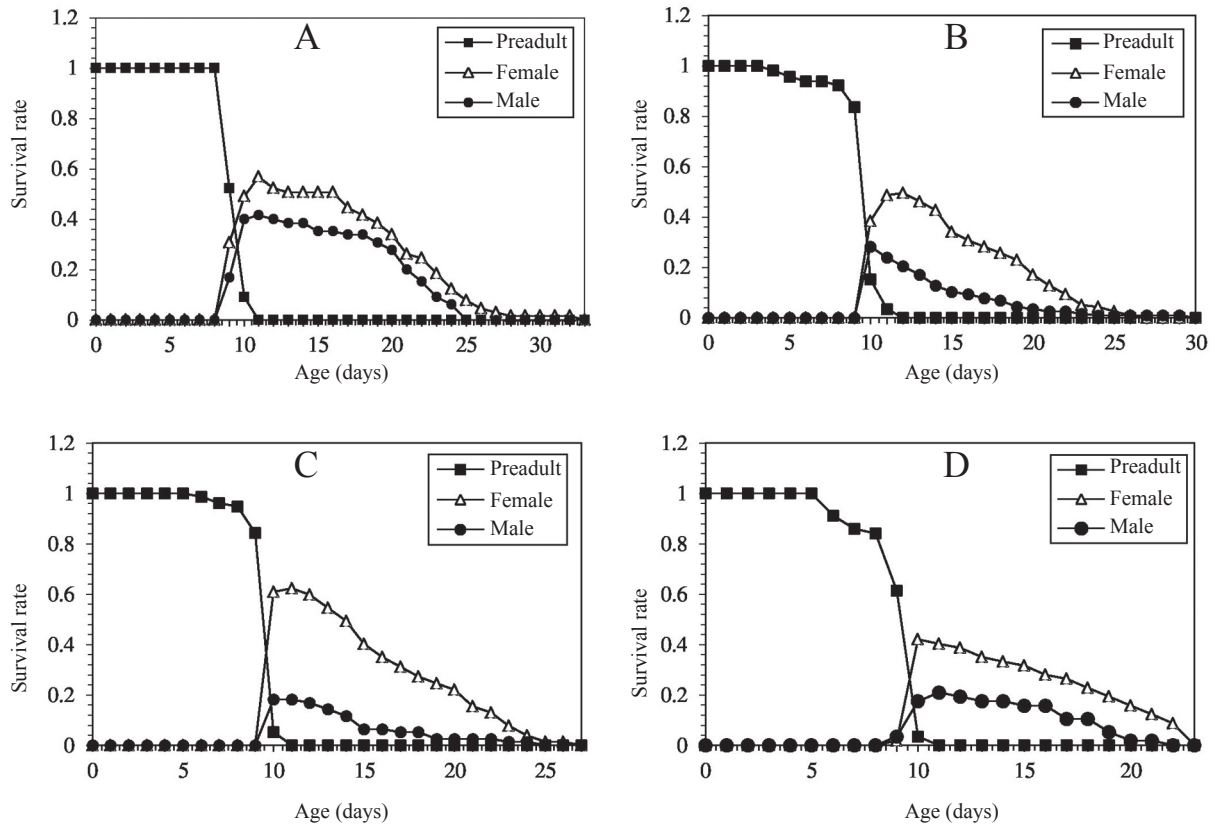 A
1.2
1
0.8
0.6
0.4
0.2
0
Survival rate
Preadult
Female
Male
0 5 10 15 20 25 30
Age (days)
B
1.2
1
0.8
0.6
0.4
0.2
0
Survival rate
Preadult
Female
Male
0 5 10 15 20 25 30
Age (days)
C
1.2
1
0.8
0.6
0.4
0.2
0
Survival rate
Preadult
Female
Male
0 5 10 15 20 25
Age (days)
D
1.2
1
0.8
0.6
0.4
0.2
0
Survival rate
Preadult
Female
Male
0 5 10 15 20
Age (days)